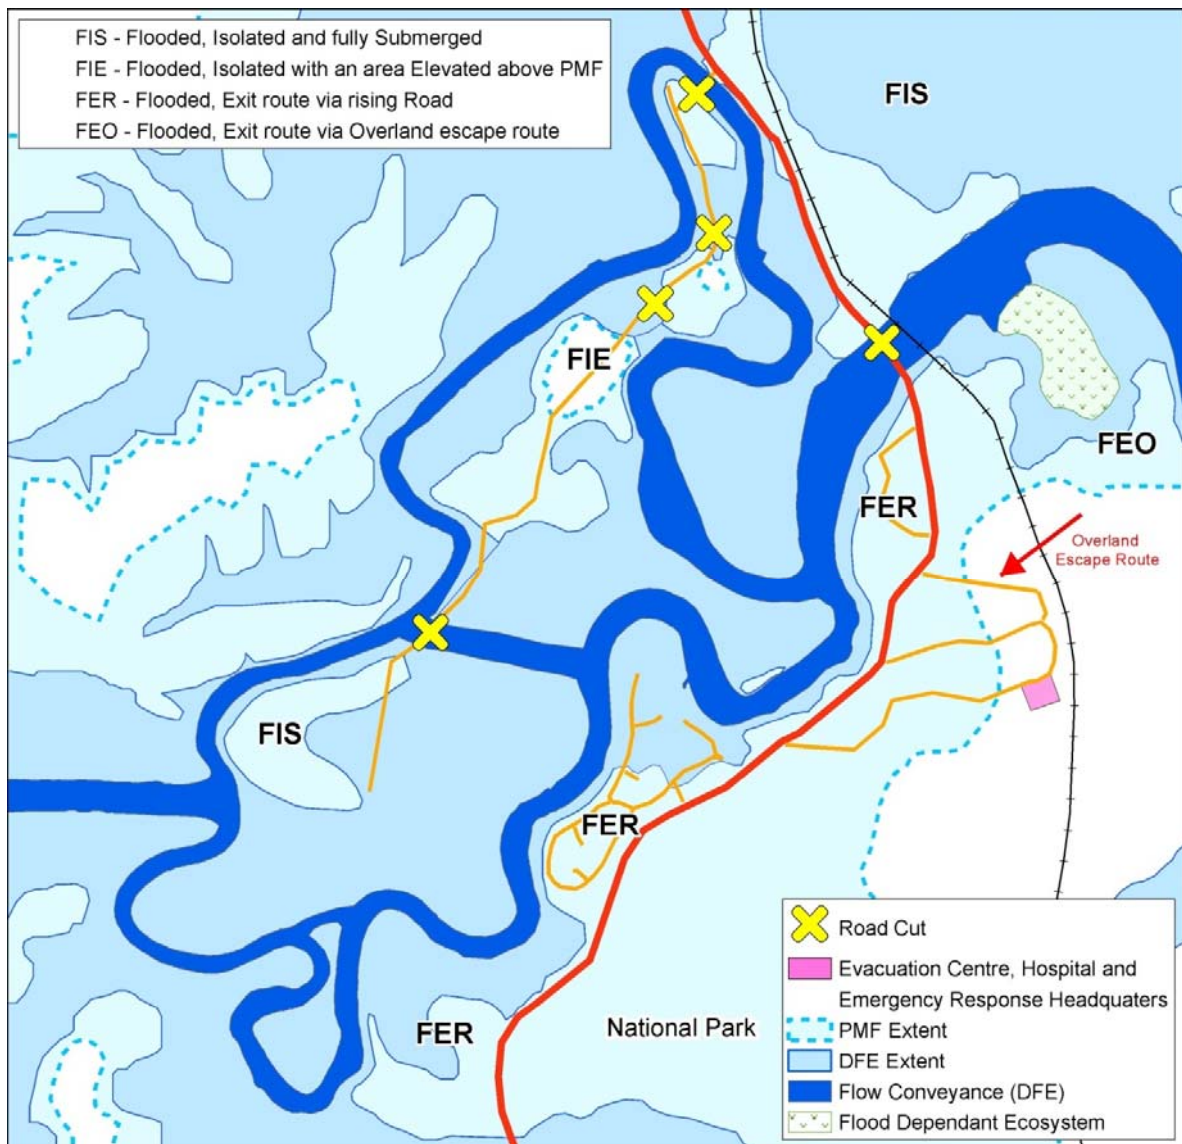 FIS - Flooded, Isolated and fully Submerged
FIE - Flooded, Isolated with an area Elevated above PMF
FER - Flooded, Exit route via rising Road
FEO - Flooded, Exit route via Overland escape route
FIS
FIE
FEO
FER
Overland
Escape Route
FIS
FER
FER
National Park
Road Cut
Evacuation Centre, Hospital and
Emergency Response Headquaters
PMF Extent
DFE Extent
Flow Conveyance (DFE)
Flood Dependant Ecosystem